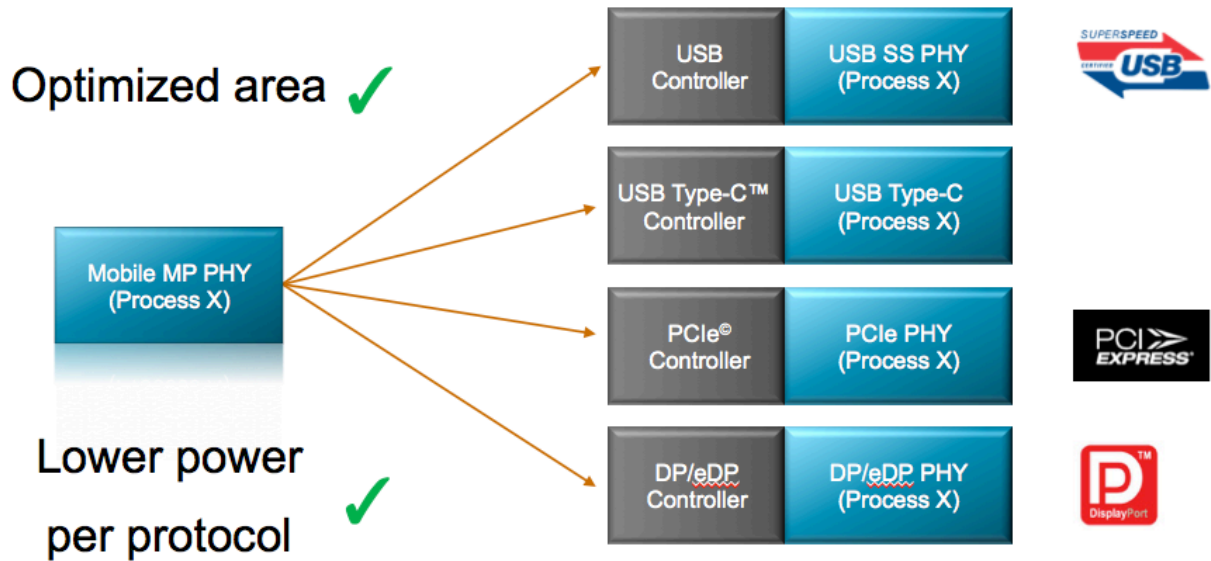 Optimized area
Mobile MP PHY
(Process X)
Lower power
per protocol
USB
Controller
USB SS PHY
(Process X)
SUPERSPEED
CERTIFIED
USB
USB Type-C™
Controller
USB Type-C
(Process X)
PCIe©
Controller
PCIe PHY
(Process X)
PCI
EXPRESS®
DP/eDP
Controller
DP/eDP PHY
(Process X)
D
TM
DisplayPort